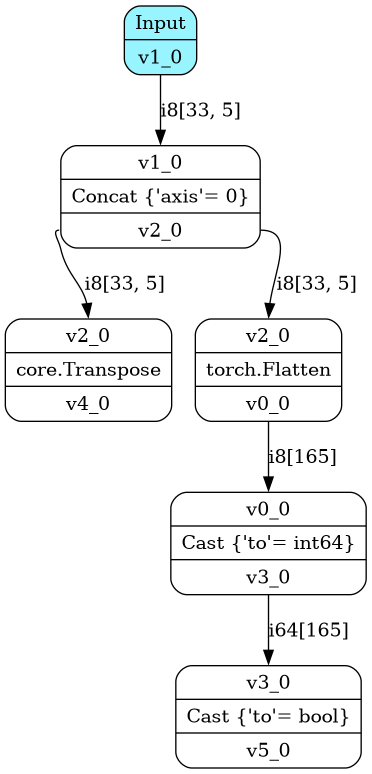 Input
v1_0
i8[33, 5]
v1_0
Concat {'axis'= 0}
v2_0
i8[33, 5]
i8[33, 5]
v2_0
core.Transpose
v4_0
v2_0
torch.Flatten
v0_0
i8[165]
v0_0
Cast {'to'= int64}
v3_0
i64[165]
v3_0
Cast {'to'= bool}
v5_0